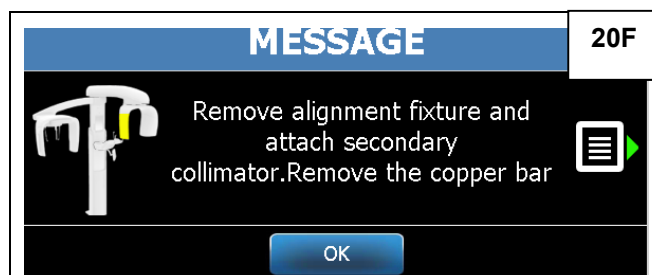 MESSAGE
20F
Remove alignment fixture and
attach secondary
collimator.Remove the copper bar
OK